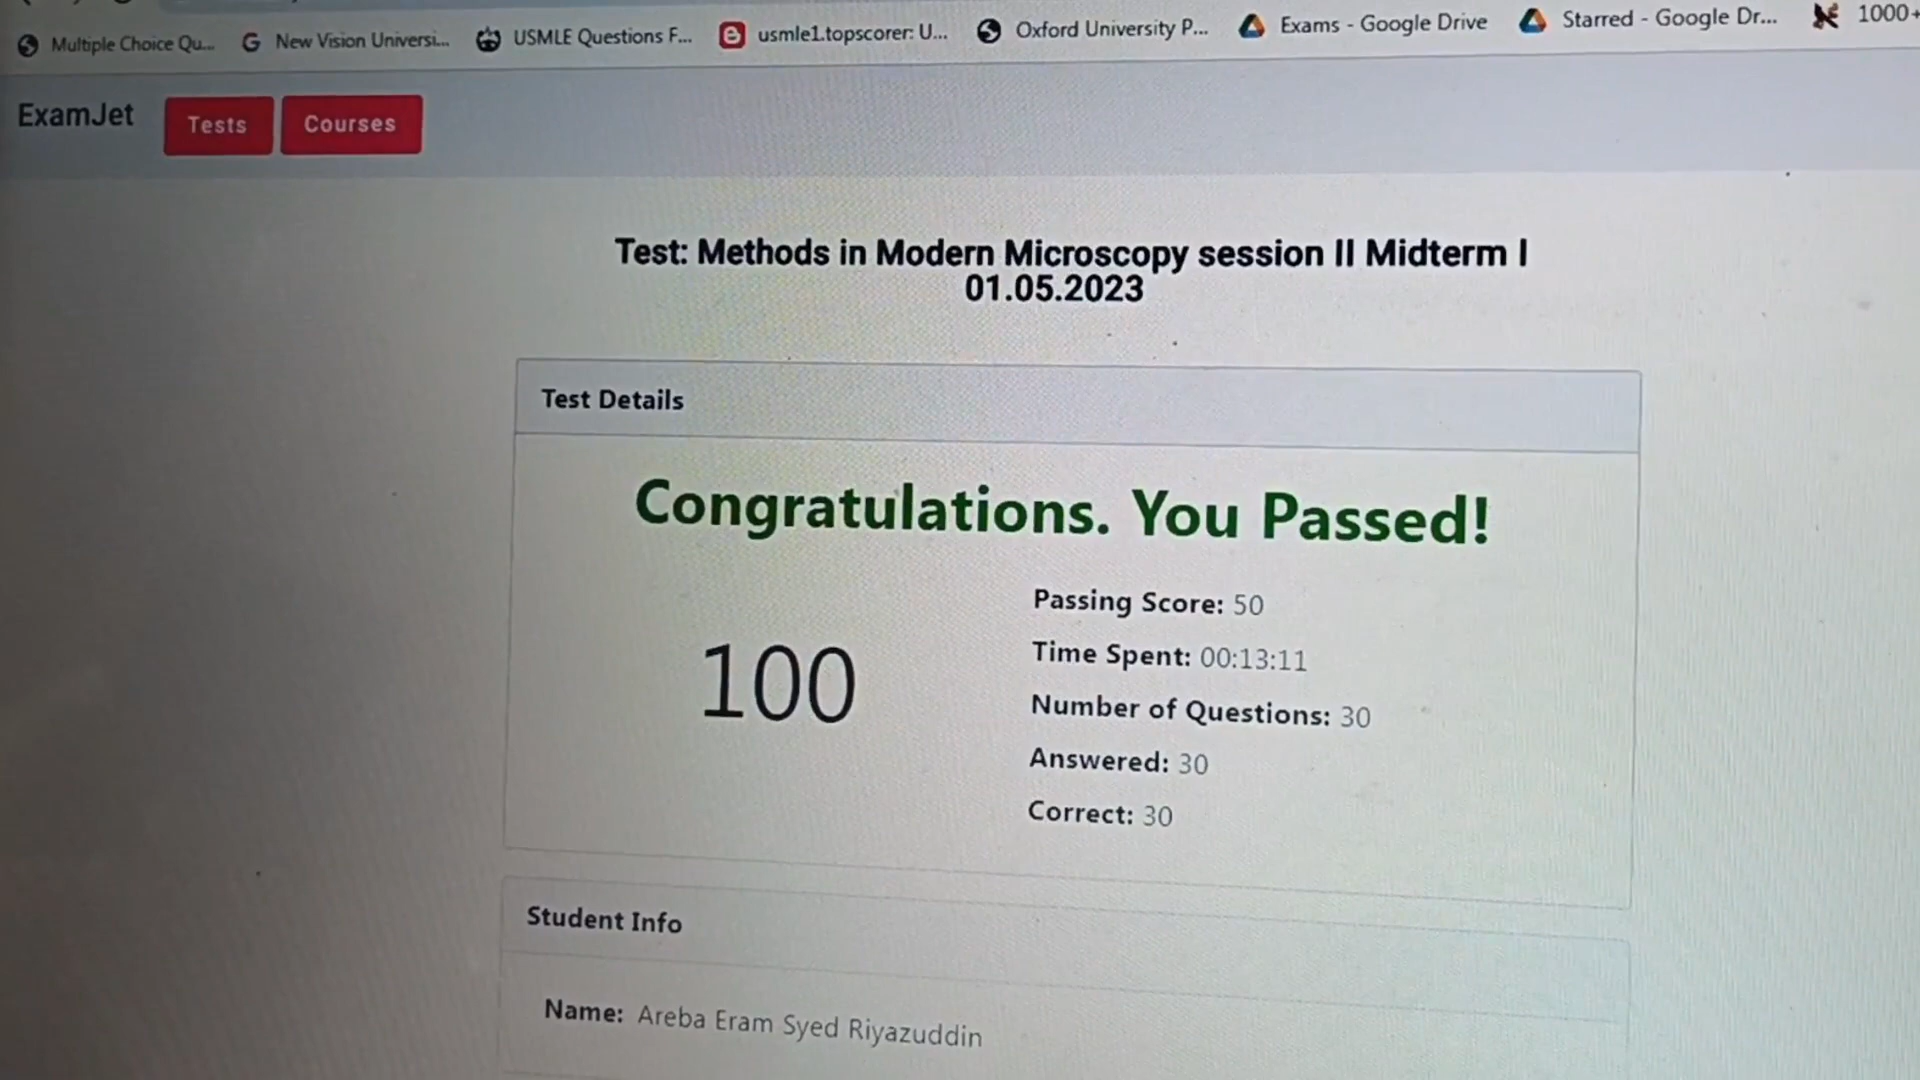 Multiple Choice Qu...
New Vision Universi...
USMLE Questions F...
usmle1.topscorer: U...
Oxford University P...
Exams - Google Drive
Starred - Google Dr...
1000+
ExamJet
Tests
Courses
Test: Methods in Modern Microscopy session II Midterm I
01.05.2023
Test Details
Congratulations. You Passed!
100
Passing Score: 50
Time Spent: 00:13:11
Number of Questions: 30
Answered: 30
Correct: 30
Student Info
Name: Areba Eram Syed Riyazuddin